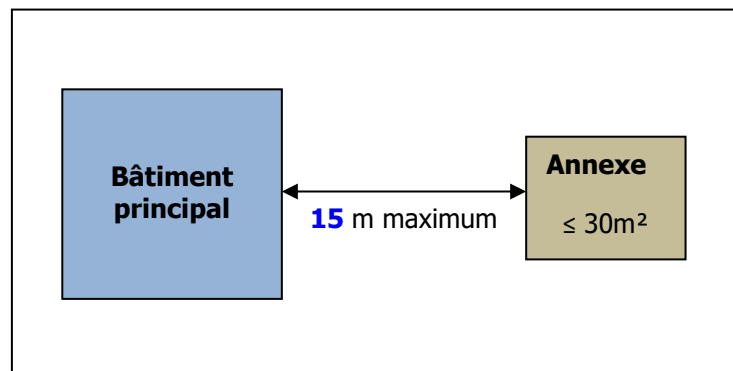 Bâtiment
principal
15 m maximum
Annexe
≤ 30m²